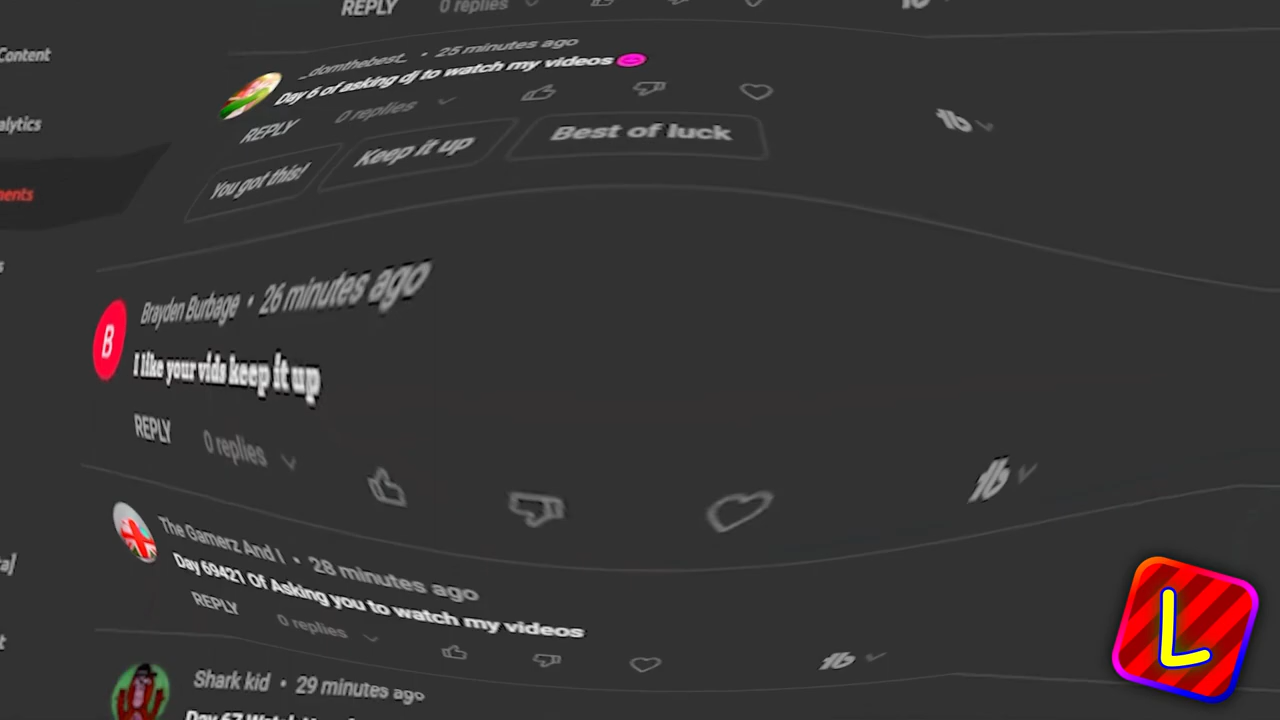 REPLY 0 replies
Content
_domthebest_ • 25 minutes ago
Day 6 of asking dj to watch my videos
alytics
REPLY 0 replies
You got this! Keep it up Best of luck
ments
s
Brayden Burbage • 26 minutes ago
B
I like your vids keep it up
REPLY 0 replies
The Gamerz And I • 28 minutes ago
Day 69421 Of Asking you to watch my videos
ta]
REPLY 0 replies
t
Shark kid • 29 minutes ago
L